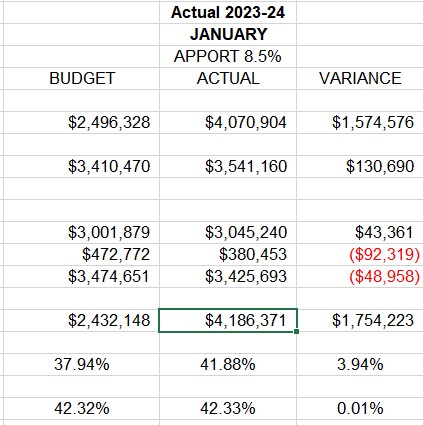 Actual 2023-24
JANUARY
APPORT 8.5%
BUDGET ACTUAL VARIANCE
$2,496,328 $4,070,904 $1,574,576
$3,410,470 $3,541,160 $130,690
$3,001,879 $3,045,240 $43,361
$472,772 $380,453 ($92,319)
$3,474,651 $3,425,693 ($48,958)
$2,432,148 $4,186,371 $1,754,223
37.94% 41.88% 3.94%
42.32% 42.33% 0.01%